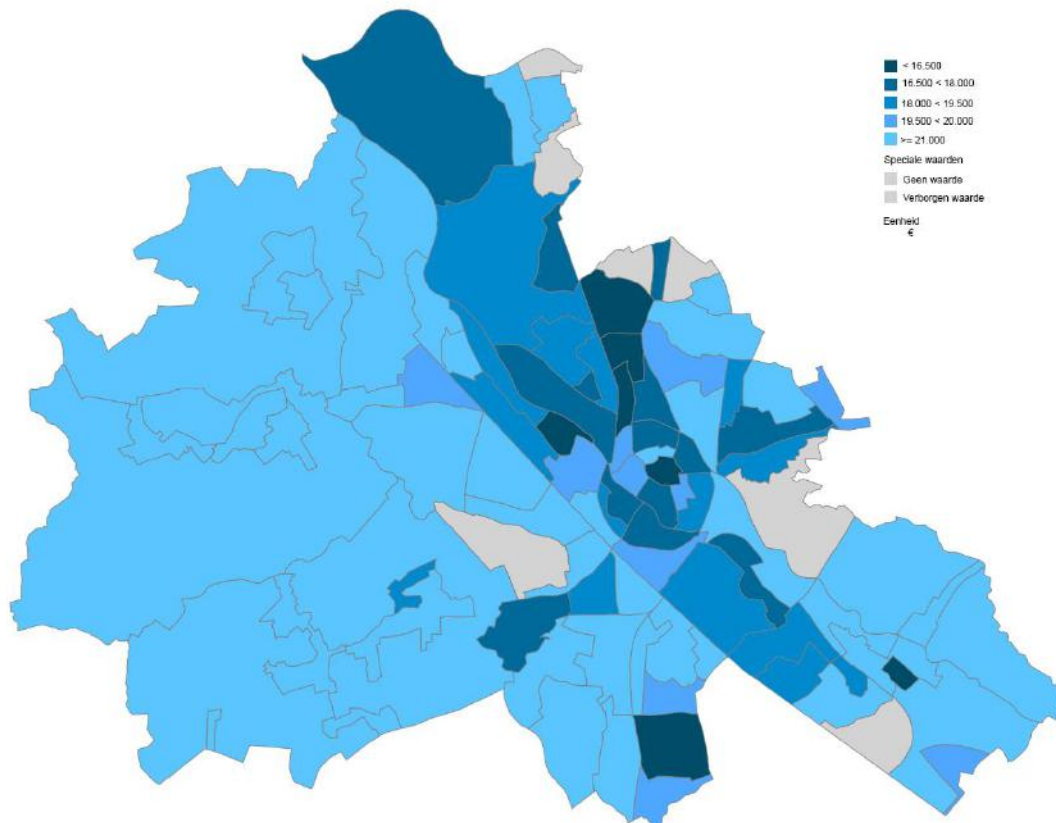 < 16.500
16.500 < 18.000
18.000 < 19.500
19.500 < 20.000
>= 21.000
Speciale waarden
Geen waarde
Verborgen waarde
Eenheid
€